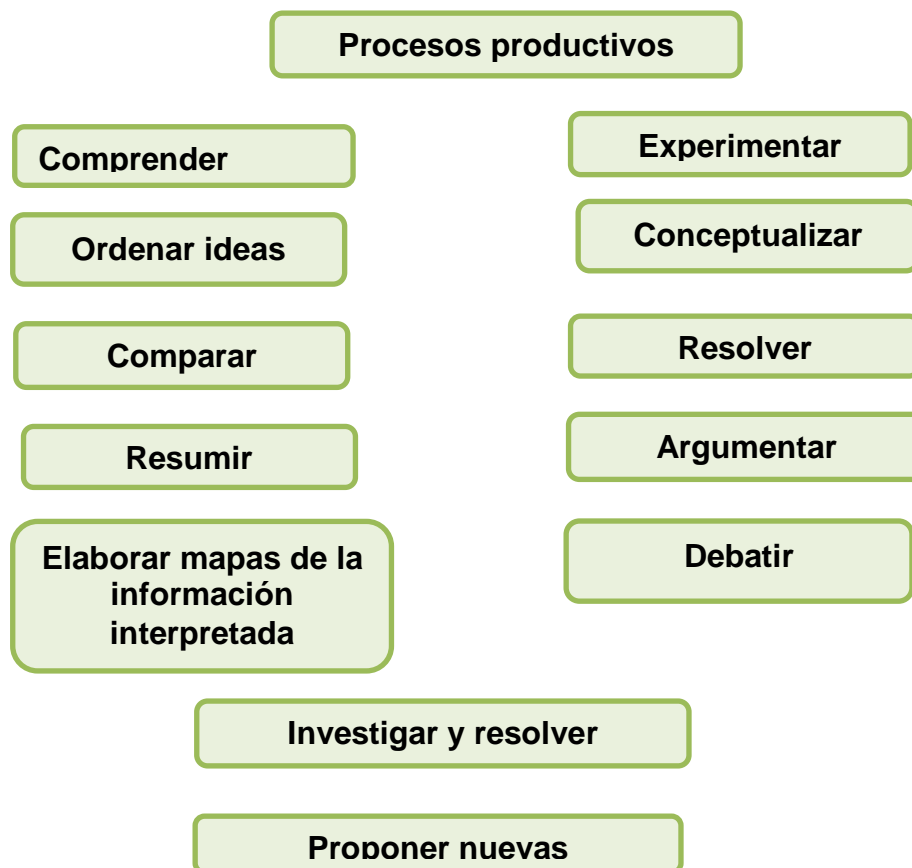 Procesos productivos
Comprender
Ordenar ideas
Comparar
Resumir
Elaborar mapas de la
información
interpretada
Experimentar
Conceptualizar
Resolver
Argumentar
Debatir
Investigar y resolver
Proponer nuevas